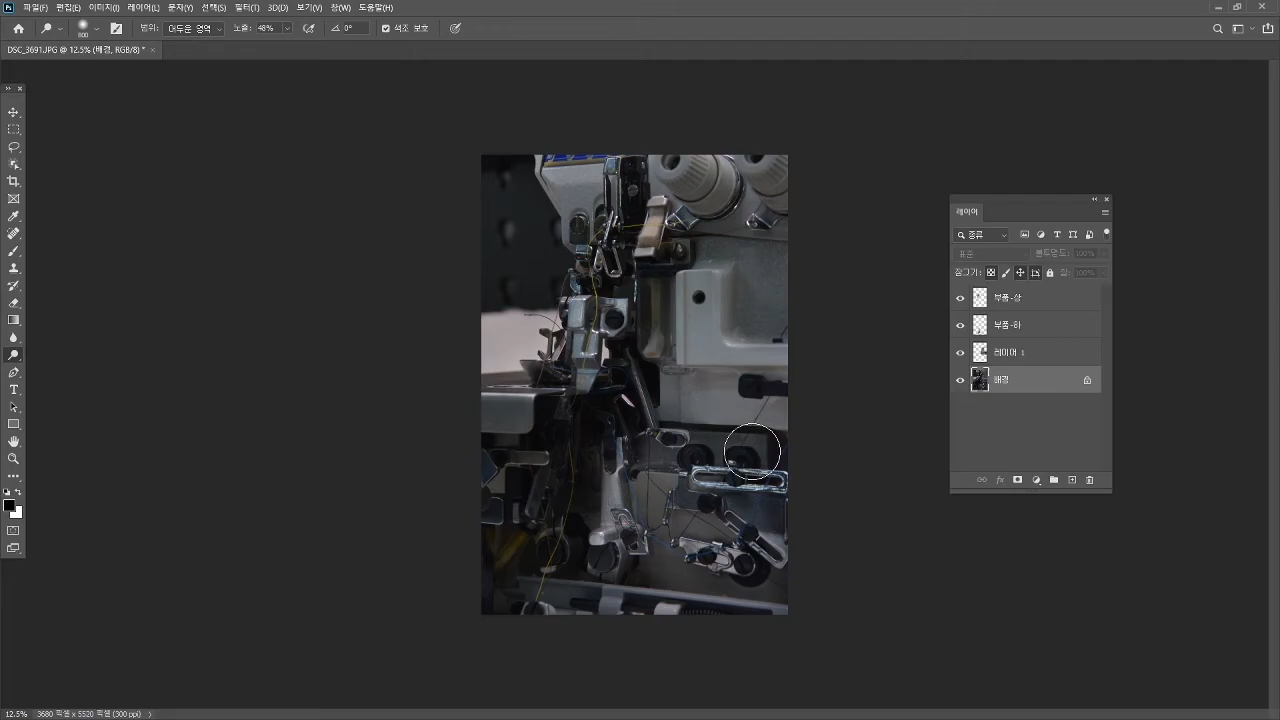 Ps 파일(F) 편집(E) 이미지(I) 레이어(L) 문자(Y) 선택(S) 필터(T) 3D(D) 보기(V) 창(W) 도움말(H)
800 범위: 어두운 영역 노출: 48% 0° 색조 보호
DSC_3691.JPG @ 12.5% (배경, RGB/8) *
레이어
종류
표준 불투명도: 100%
잠그기: 칠: 100%
부품-상
부품-하
레이어 1
배경
12.5% 3680 픽셀 x 5520 픽셀 (300 ppi)